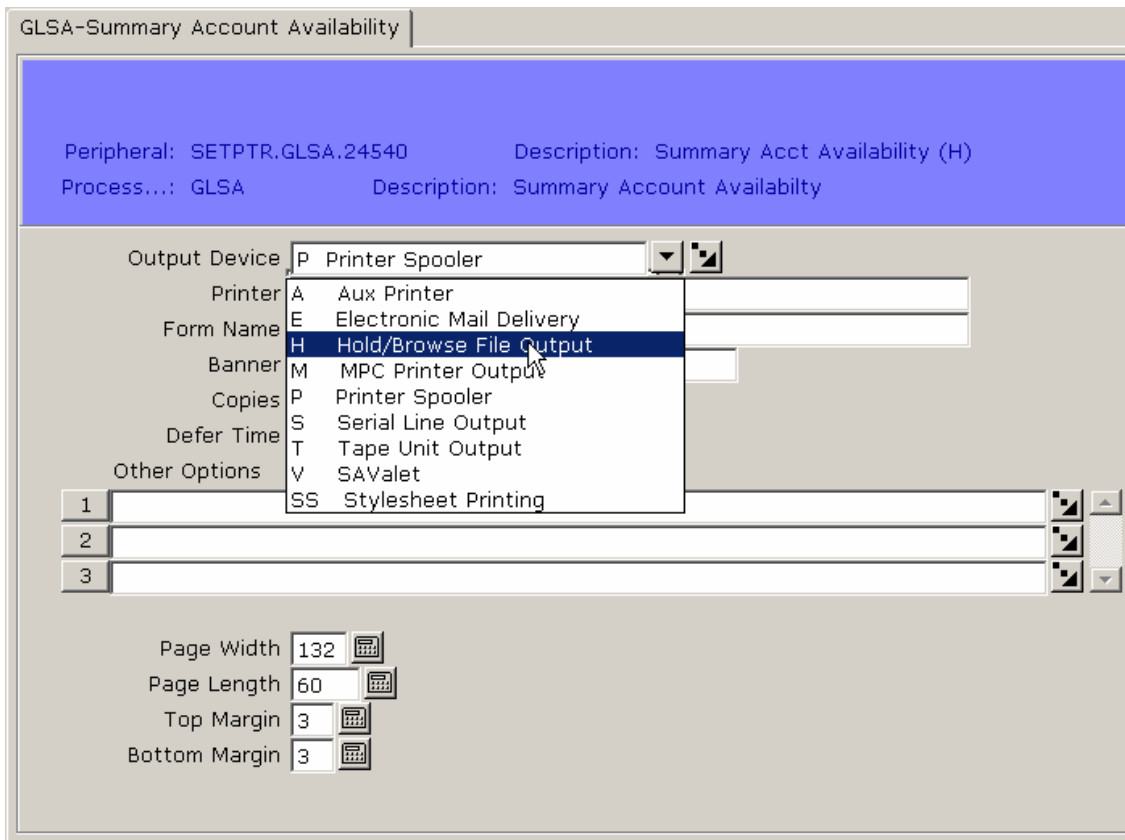 GLSA-Summary Account Availability
Peripheral: SETPTR.GLSA.24540 Description: Summary Acct Availability (H)
Process...: GLSA Description: Summary Account Availabilty
Output Device P Printer Spooler
Printer
Form Name
Banner
Copies
Defer Time
Other Options
A Aux Printer
E Electronic Mail Delivery
H Hold/Browse File Output
M MPC Printer Output
P Printer Spooler
S Serial Line Output
T Tape Unit Output
V SAValet
SS Stylesheet Printing
1
2
3
Page Width 132
Page Length 60
Top Margin 3
Bottom Margin 3